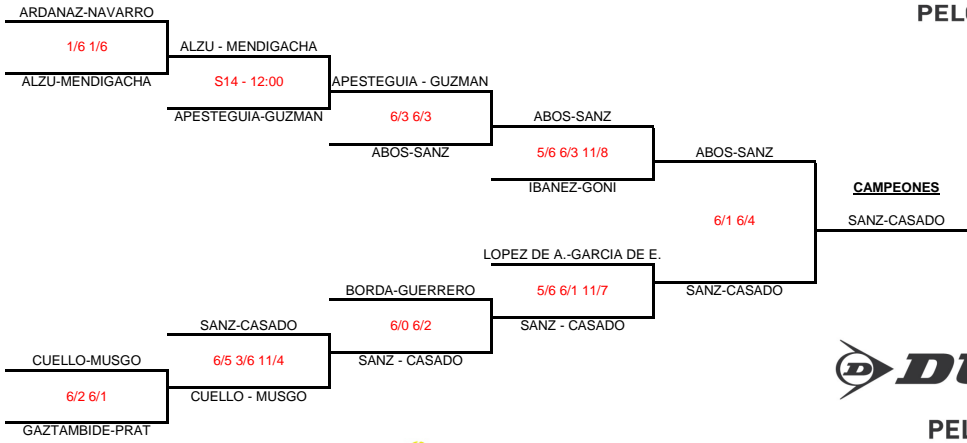 ARDANAZ-NAVARRO
PELO
1/6 1/6
ALZU - MENDIGACHA
ALZU-MENDIGACHA
S14 - 12:00
APESTEGUIA - GUZMAN
APESTEGUIA-GUZMAN
6/3 6/3
ABOS-SANZ
ABOS-SANZ
5/6 6/3 11/8
ABOS-SANZ
IBANEZ-GONI
CAMPEONES
6/1 6/4
SANZ-CASADO
LOPEZ DE A.-GARCIA DE E.
BORDA-GUERRERO
5/6 6/1 11/7
SANZ-CASADO
SANZ-CASADO
6/0 6/2
SANZ - CASADO
CUELLO-MUSGO
6/5 3/6 11/4
SANZ - CASADO
D DU
6/2 6/1
CUELLO - MUSGO
GAZTAMBIDE-PRAT
PEL